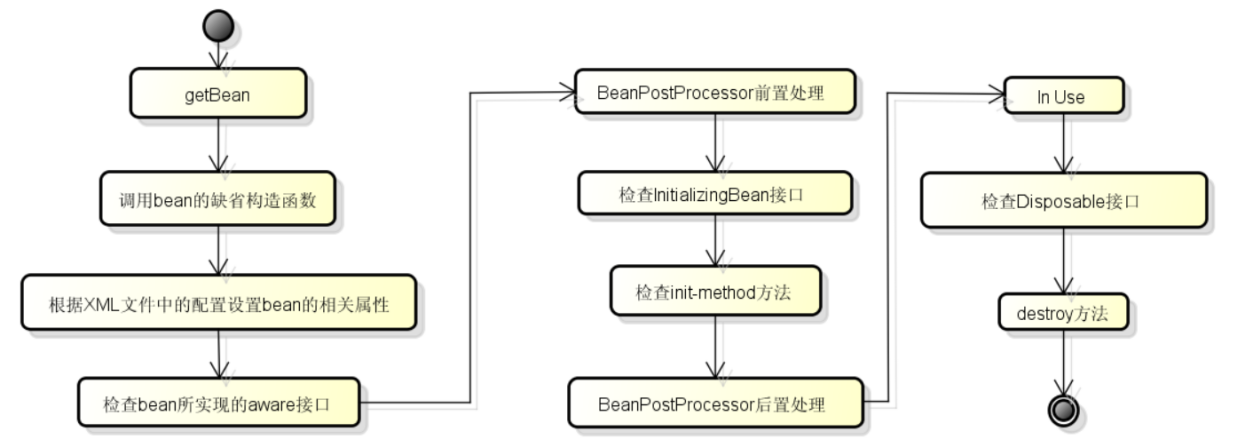 getBean
调用bean的缺省构造函数
根据XML文件中的配置设置bean的相关属性
检查bean所实现的aware接口
BeanPostProcessor前置处理
检查InitializingBean接口
检查init-method方法
BeanPostProcessor后置处理
In Use
检查Disposable接口
destroy方法